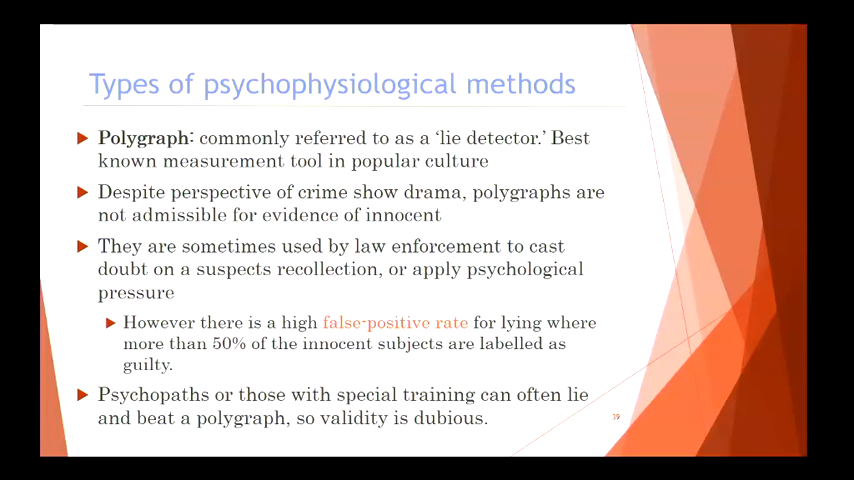 Types of psychophysiological methods
Polygraph: commonly referred to as a ‘lie detector.’ Best
known measurement tool in popular culture
Despite perspective of crime show drama, polygraphs are
not admissible for evidence of innocent
They are sometimes used by law enforcement to cast
doubt on a suspects recollection, or apply psychological
pressure
However there is a high false-positive rate for lying where
more than 50% of the innocent subjects are labelled as
guilty.
Psychopaths or those with special training can often lie
and beat a polygraph, so validity is dubious.
19